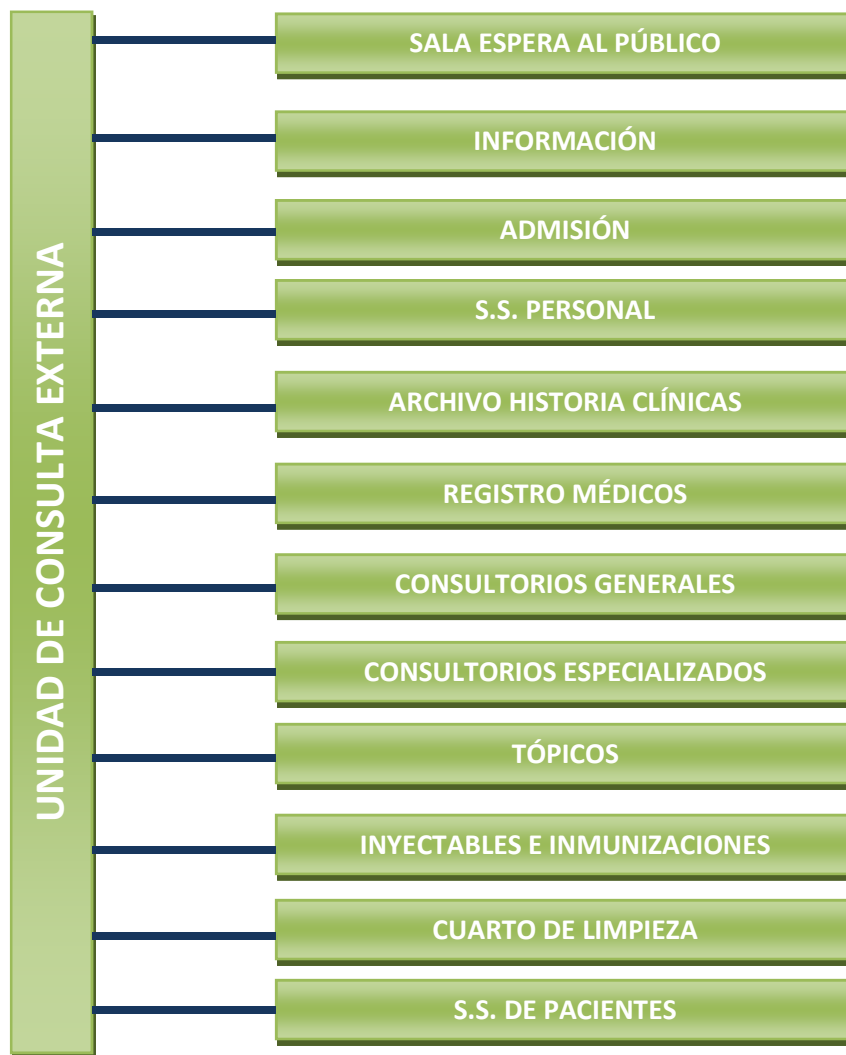 UNIDAD DE CONSULTA EXTERNA
SALA ESPERA AL PÚBLICO
INFORMACIÓN
ADMISIÓN
S.S. PERSONAL
ARCHIVO HISTORIA CLÍNICAS
REGISTRO MÉDICOS
CONSULTORIOS GENERALES
CONSULTORIOS ESPECIALIZADOS
TÓPICOS
INYECTABLES E INMUNIZACIONES
CUARTO DE LIMPIEZA
S.S. DE PACIENTES